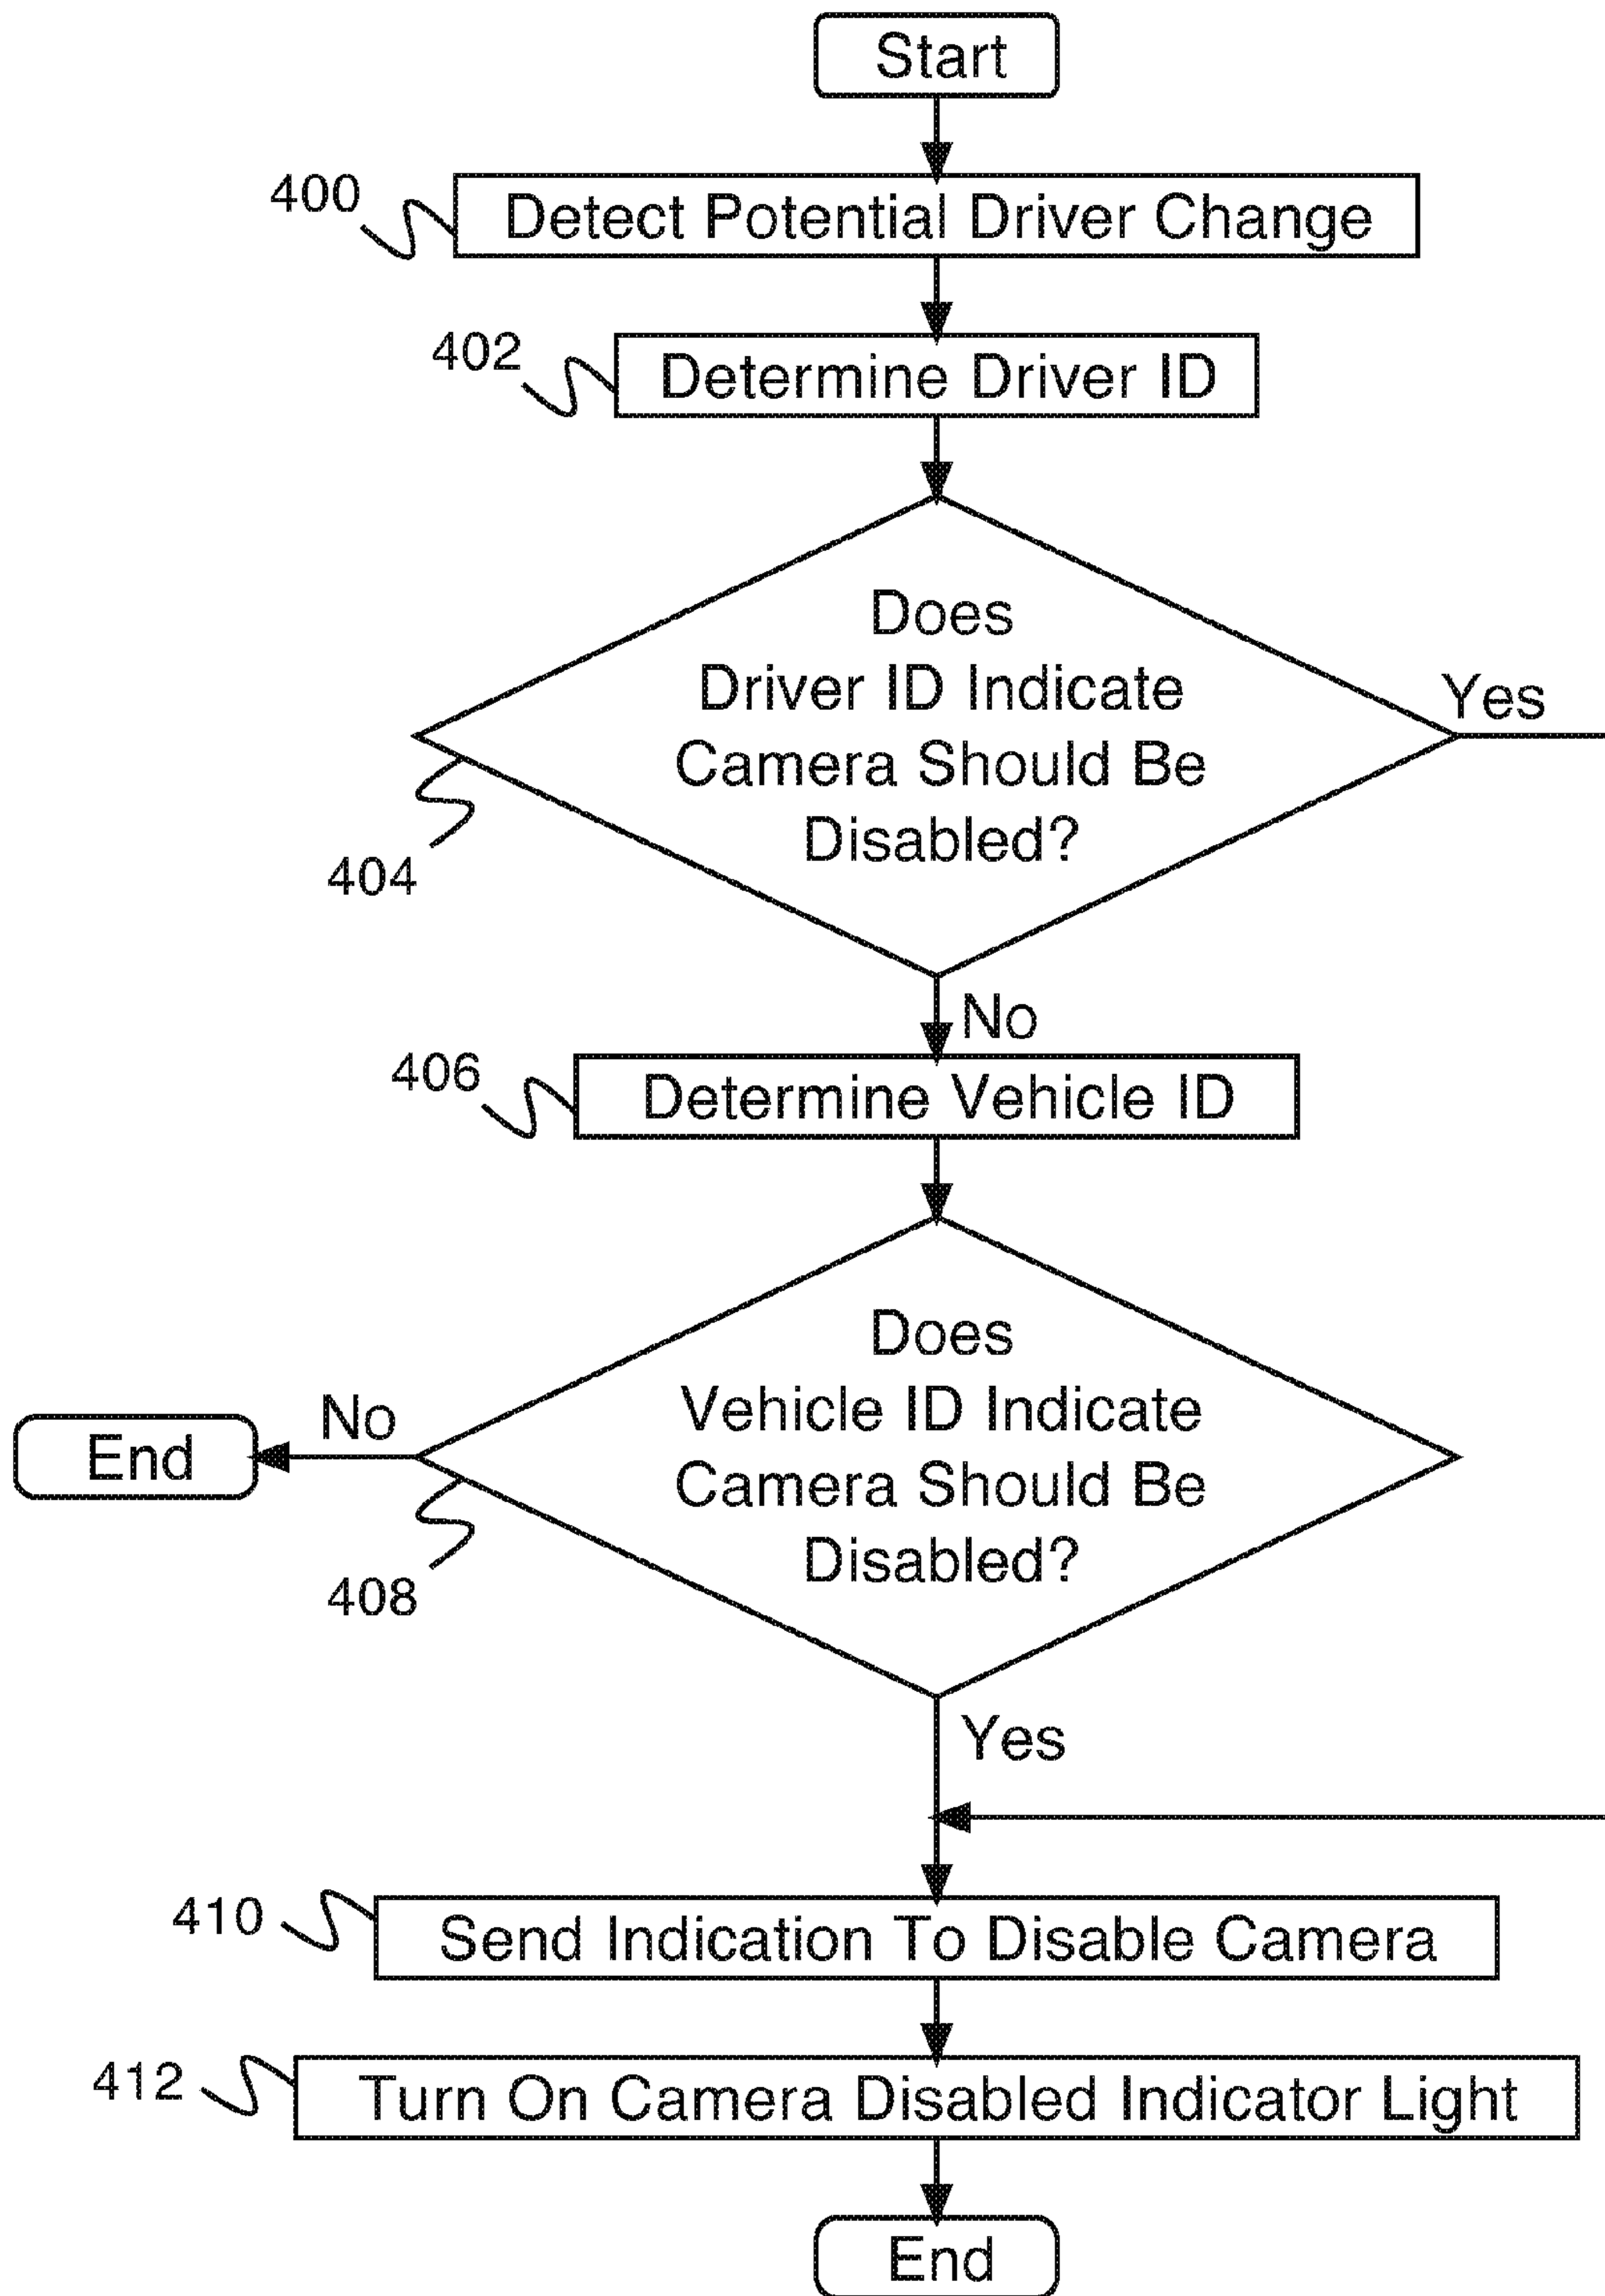 Start
400
Detect Potential Driver Change
402
Determine Driver ID
Does
Driver ID Indicate
Camera Should Be
Disabled?
Yes
404
No
406
Determine Vehicle ID
Does
Vehicle ID Indicate
Camera Should Be
Disabled?
No
End
408
Yes
410
Send Indication To Disable Camera
412
Turn On Camera Disabled Indicator Light
End